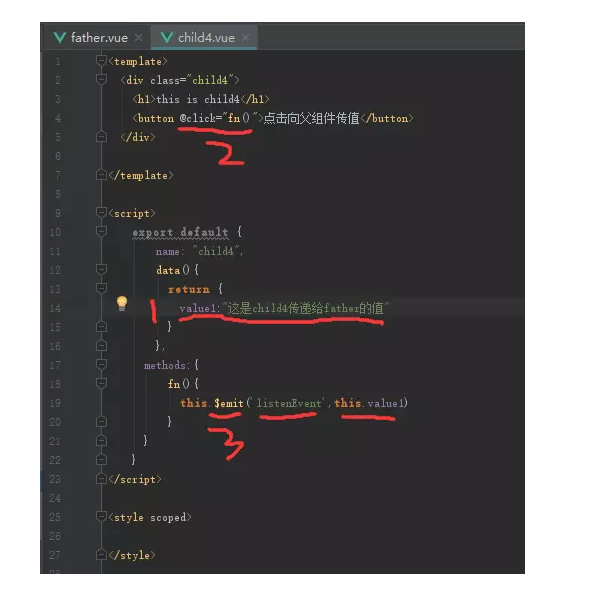 father.vue × child4.vue ×
1 <template>
2 <div class="child4">
3 <h1>this is child4</h1>
4 <button @click="fn()">点击向父组件传值</button>
5 </div>
6
7 </template>
8
9 <script>
10 export default {
11 name: "child4",
12 data(){
13 return {
14 value1:"这是child4传递给father的值"
15 }
16 },
17 methods:{
18 fn(){
19 this.$emit('listenEvent',this.value1)
20 }
21 }
22 }
23 </script>
24
25 <style scoped>
26
27 </style>
28
2
1
3